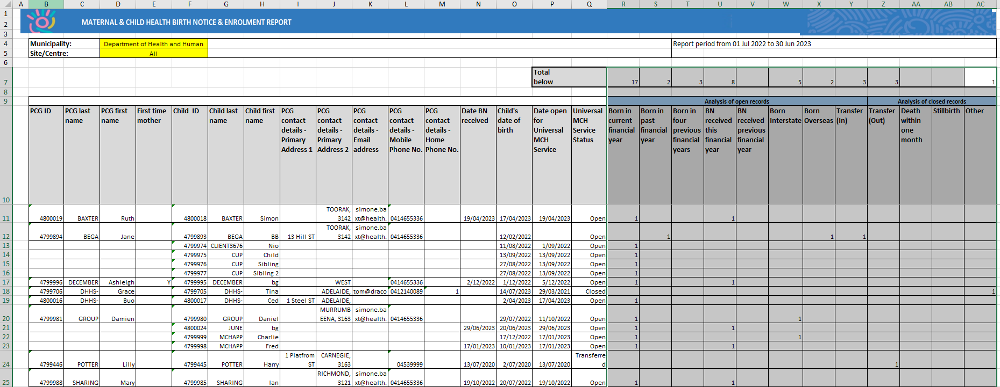 A B C D E F G H I J K L M N O P Q R S T U V W X Y Z AA AB AC
1
2 MATERNAL & CHILD HEALTH BIRTH NOTICE & ENROLMENT REPORT
3
4 Municipality: Department of Health and Human Report period from 01 Jul 2022 to 30 Jun 2023
5 Site/Centre: All
6
Total
7 below 17 2 3 8 5 2 3 3 1
8
9 Analysis of open records Analysis of closed records
PCG ID PCG last Name PCG first First time Child ID Child last Child first PCG PCG PCG PCG PCG Date BN Child's Date open Universal Born in Born in Born in BN BN Born Born Transfer Transfer Death Stillbirth Other
name name mother name name contact contact contact contact contact received date of for MCH current past four received received Interstate Overseas (In) (Out) within
details - details - details - details - details - birth Universal Service financial financial previous this previous one
Primary Primary Email Mobile Home MCH Status year year financial financial financial month
Address 1 Address 2 address Phone No. Phone No. Service years year year
10
TOORAK, simone.ba
11 4800019 BAXTER Ruth 4800018 BAXTER Simon 3142 xt@health. 0414655336 19/04/2023 17/04/2023 19/04/2023 Open 1 1
TOORAK, simone.ba
12 4799894 BEGA Jane 4799893 BEGA BB 13 Hill ST 3142 xt@health. 0414655336 12/02/2022 Open 1 1 1
13 4799974 CLIENT3676 Nio 11/08/2022 1/09/2022 Open 1
14 4799975 CUP Child 13/09/2022 13/09/2022 Open 1
15 4799976 CUP Sibling 27/08/2022 13/09/2022 Open 1
16 4799977 CUP Sibling 2 27/08/2022 13/09/2022 Open 1
17 4799996 DECEMBER Ashleigh Y 4799995 DECEMBER bg WEST 0414655336 2/12/2022 1/12/2022 5/12/2022 Open 1 1
18 4799706 DHHS- Grace 4799705 DHHS- Tina ADELAIDE, tom@draco 0412140089 1 14/07/2023 29/03/2021 Closed 1
19 4800016 DHHS- Buo 4800017 DHHS- Ced 1 Steel ST ADELAIDE, 2/04/2023 17/04/2023 Open 1
MURRUMB simone.ba
20 4799981 GROUP Damien 4799980 GROUP Daniel EENA, 3163 xt@health. 0414655336 29/07/2022 11/10/2022 Open 1 1
21 4800024 JUNE bg 29/06/2023 20/06/2023 29/06/2023 Open 1 1
22 4799999 MCHAPP Charlie 17/12/2022 17/01/2023 Open 1 1
23 4799998 MCHAPP Fred 17/01/2023 10/01/2023 17/01/2023 Open 1 1
1 Platfrom CARNEGIE, Transferre
24 4799446 POTTER Lilly 4799445 POTTER Harry ST 3163 04539999 13/07/2020 2/07/2020 13/07/2020 d 1
RICHMOND, simone.ba
25 4799988 SHARING Mary 4799985 SHARING Ian 3121 xt@health. 0414655336 19/10/2022 20/07/2022 19/10/2022 Open 1 1